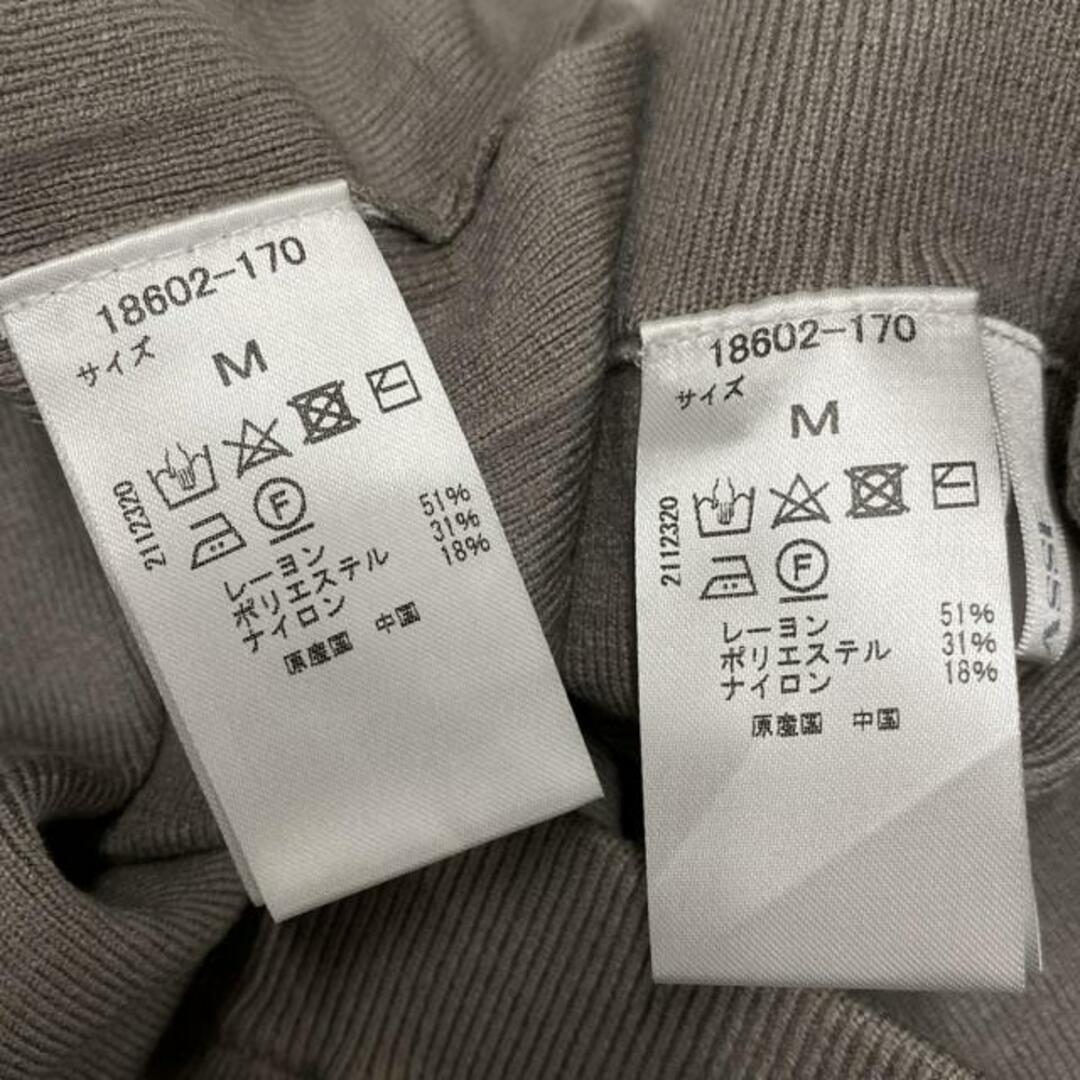 18602-170
サイズ
M
2112320
F
レーヨン 51%
ポリエステル 31%
ナイロン 18%
原産国 中国
18602-170
サイズ
M
2112320
F
レーヨン 51%
ポリエステル 31%
ナイロン 18%
原産国 中国